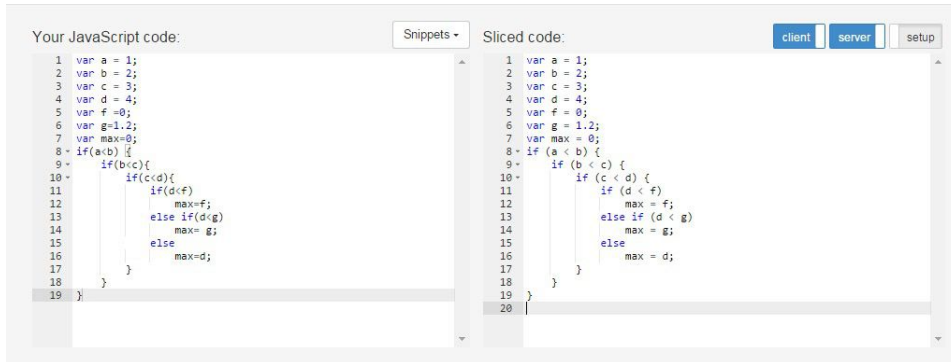 Your JavaScript code:
Snippets
1 var a = 1;
2 var b = 2;
3 var c = 3;
4 var d = 4;
5 var f =0;
6 var g=1.2;
7 var max=0;
8 if(a<b) {
9 if(b<c){
10 if(c<d){
11 if(d<f)
12 max=f;
13 else if(d<g)
14 max= g;
15 else
16 max=d;
17 }
18 }
19 }
Sliced code:
client
server
setup
1 var a = 1;
2 var b = 2;
3 var c = 3;
4 var d = 4;
5 var f = 0;
6 var g = 1.2;
7 var max = 0;
8 if (a < b) {
9 if (b < c) {
10 if (c < d) {
11 if (d < f)
12 max = f;
13 else if (d < g)
14 max = g;
15 else
16 max = d;
17 }
18 }
19 }
20